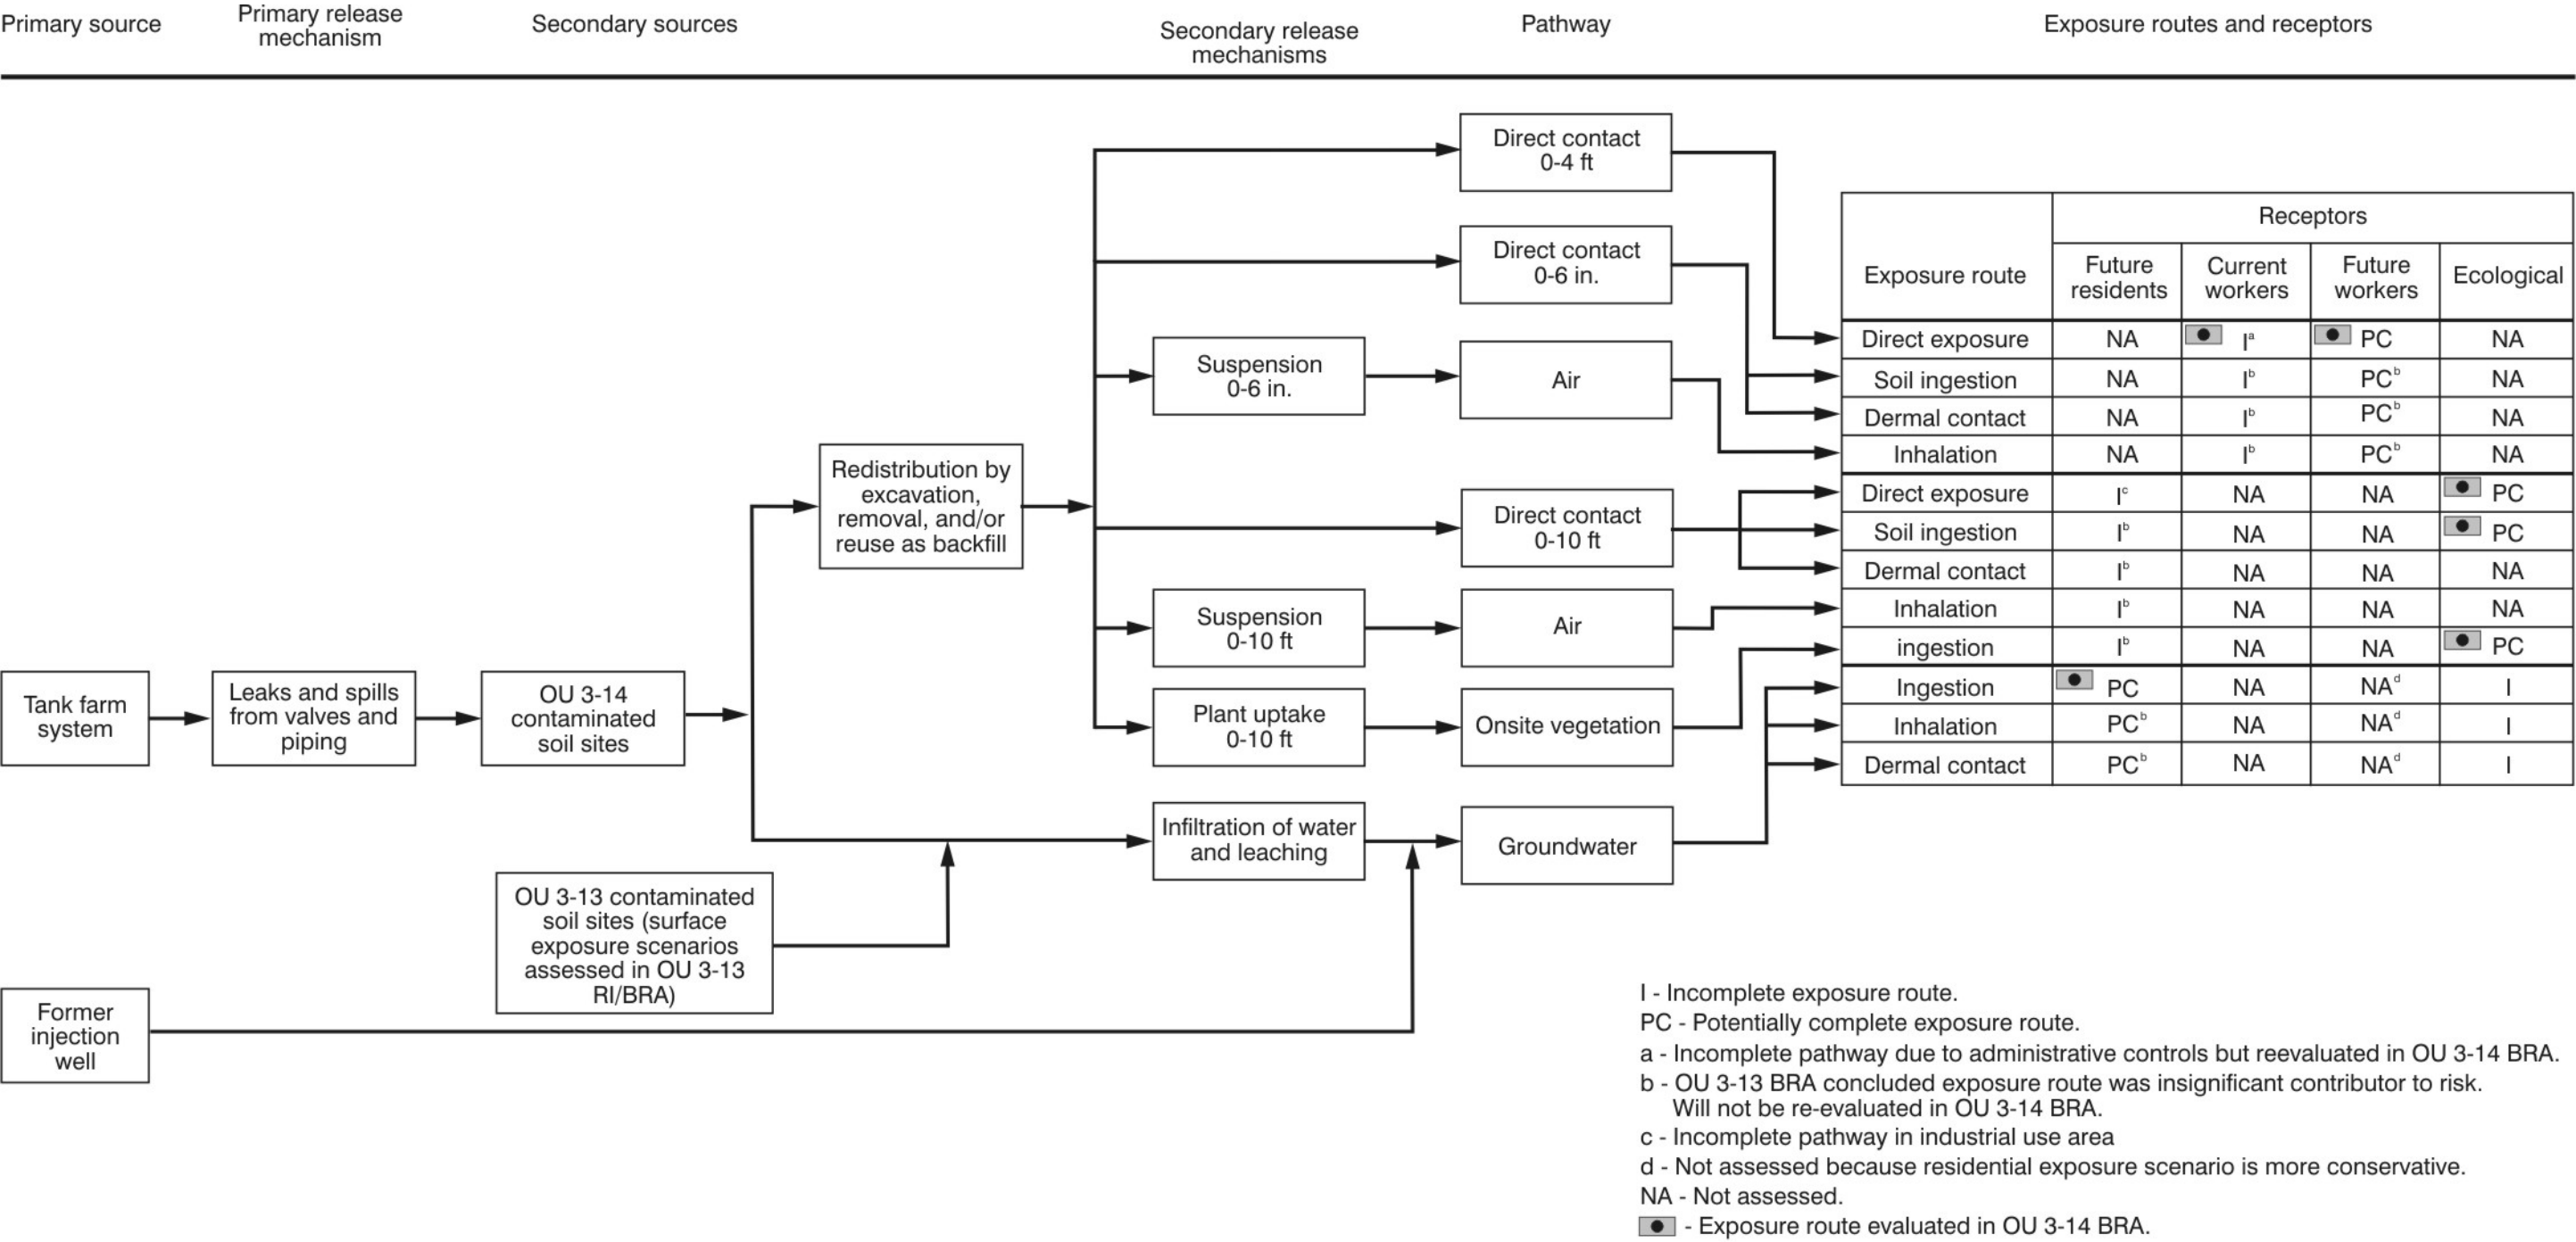 Primary source
Primary release
mechanism
Secondary sources
Secondary release
mechanisms
Pathway
Exposure routes and receptors
Direct contact
0-4 ft
Direct contact
0-6 in.
Suspension
0-6 in.
Air
Redistribution by
excavation,
removal, and/or
reuse as backfill
Direct contact
0-10 ft
Suspension
0-10 ft
Air
Tank farm
system
Leaks and spills
from valves and
piping
OU 3-14
contaminated
soil sites
Plant uptake
0-10 ft
Onsite vegetation
Infiltration of water
and leaching
Groundwater
OU 3-13 contaminated
soil sites (surface
exposure scenarios
assessed in OU 3-13
RI/BRA)
Former
injection
well
Receptors
Exposure route
Future
residents
Current
workers
Future
workers
Ecological
Direct exposure NA Iᵃ PC NA
Soil ingestion NA Iᵇ PCᵇ NA
Dermal contact NA Iᵇ PCᵇ NA
Inhalation NA Iᵇ PCᵇ NA
Direct exposure Iᶜ NA NA PC
Soil ingestion Iᵇ NA NA PC
Dermal contact Iᵇ NA NA NA
Inhalation Iᵇ NA NA NA
ingestion Iᵇ NA NA PC
Ingestion PC NA NAᵈ I
Inhalation PCᵇ NA NAᵈ I
Dermal contact PCᵇ NA NAᵈ I
I - Incomplete exposure route.
PC - Potentially complete exposure route.
a - Incomplete pathway due to administrative controls but reevaluated in OU 3-14 BRA.
b - OU 3-13 BRA concluded exposure route was insignificant contributor to risk.
Will not be re-evaluated in OU 3-14 BRA.
c - Incomplete pathway in industrial use area
d - Not assessed because residential exposure scenario is more conservative.
NA - Not assessed.
- Exposure route evaluated in OU 3-14 BRA.